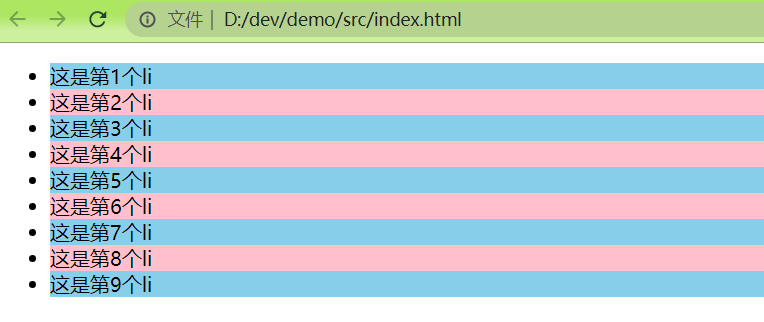 文件 | D:/dev/demo/src/index.html
这是第1个li
这是第2个li
这是第3个li
这是第4个li
这是第5个li
这是第6个li
这是第7个li
这是第8个li
这是第9个li